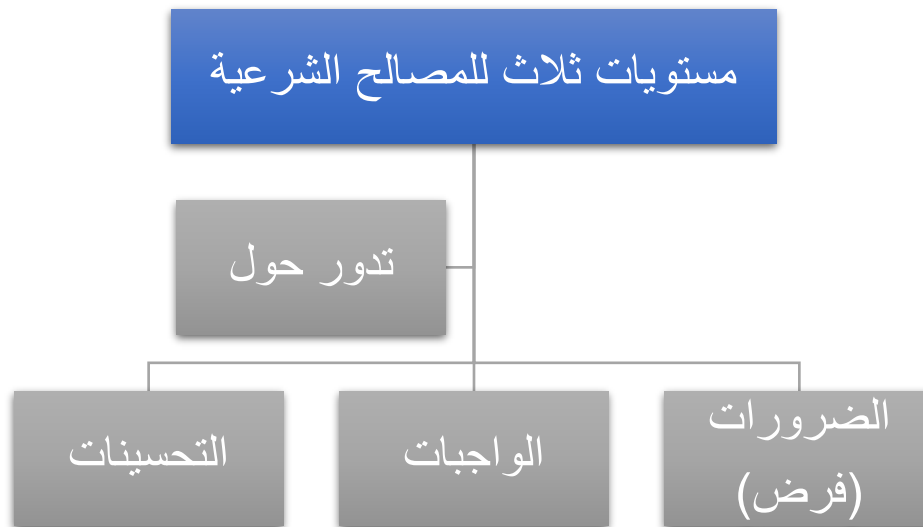 مستويات ثلاث للمصالح الشرعية
تدور حول
الضرورات
(فرض)
الواجبات
التحسينات